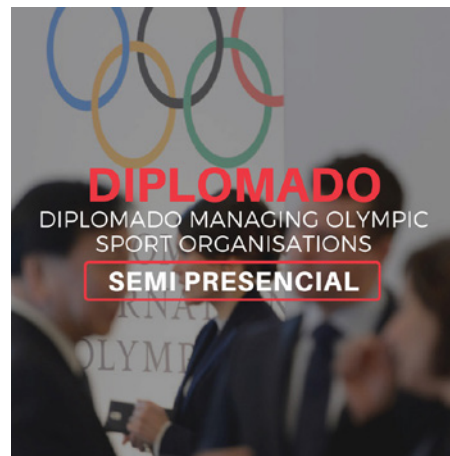 DIPLOMADO
DIPLOMADO MANAGING OLYMPIC
SPORT ORGANISATIONS
SEMI PRESENCIAL